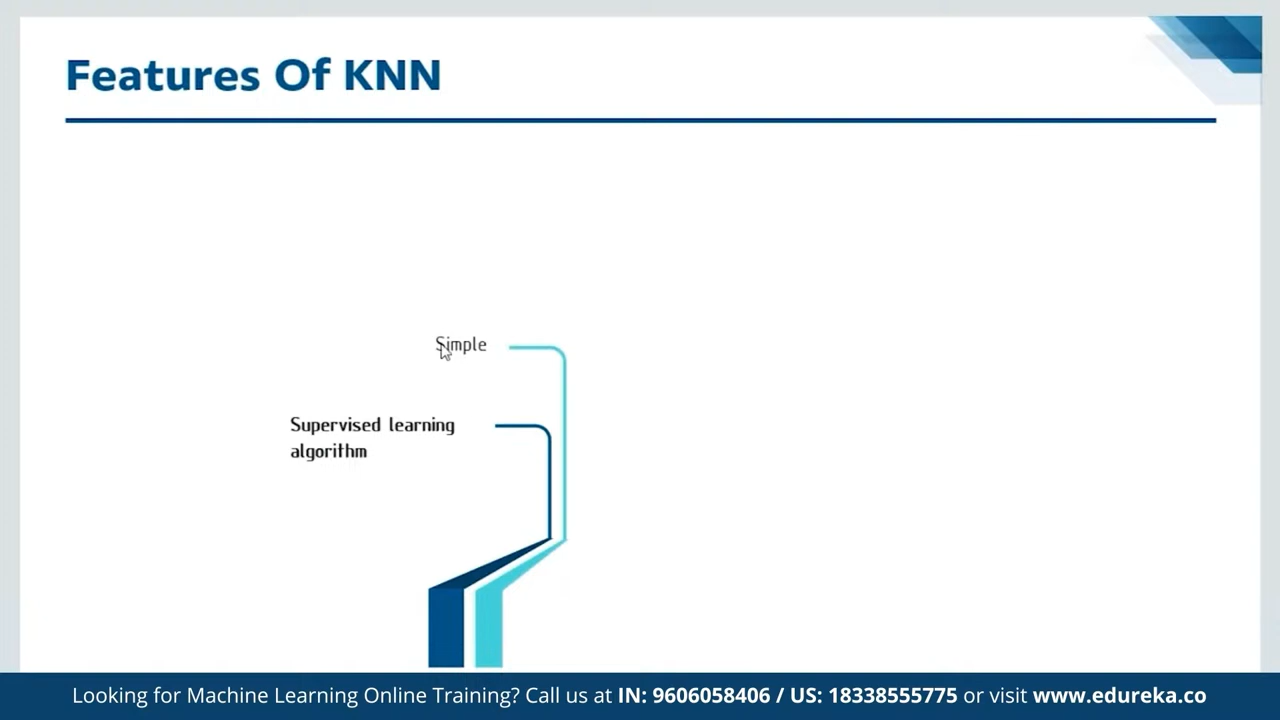 Features Of KNN
Simple
Supervised learning
algorithm
Looking for Machine Learning Online Training? Call us at IN: 9606058406 / US: 18338555775 or visit www.edureka.co